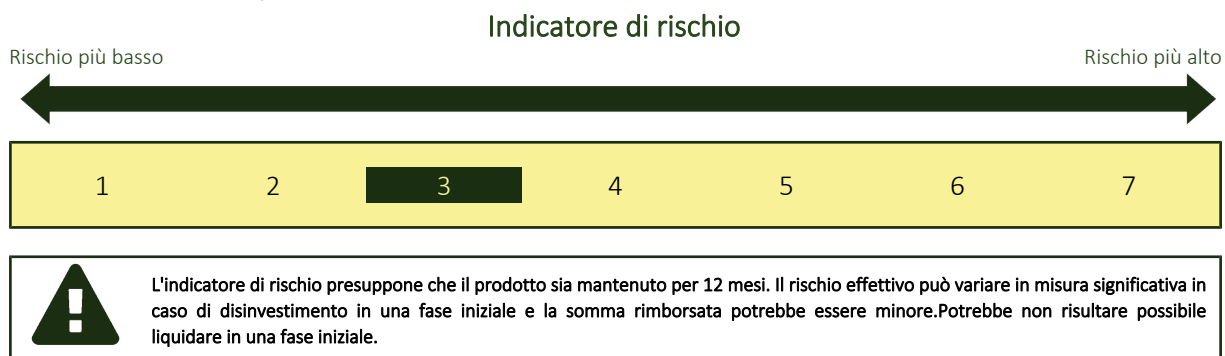 Indicatore di rischio
Rischio più basso
Rischio più alto
1 2 3 4 5 6 7
L'indicatore di rischio presuppone che il prodotto sia mantenuto per 12 mesi. Il rischio effettivo può variare in misura significativa in
caso di disinvestimento in una fase iniziale e la somma rimborsata potrebbe essere minore.Potrebbe non risultare possibile
liquidare in una fase iniziale.